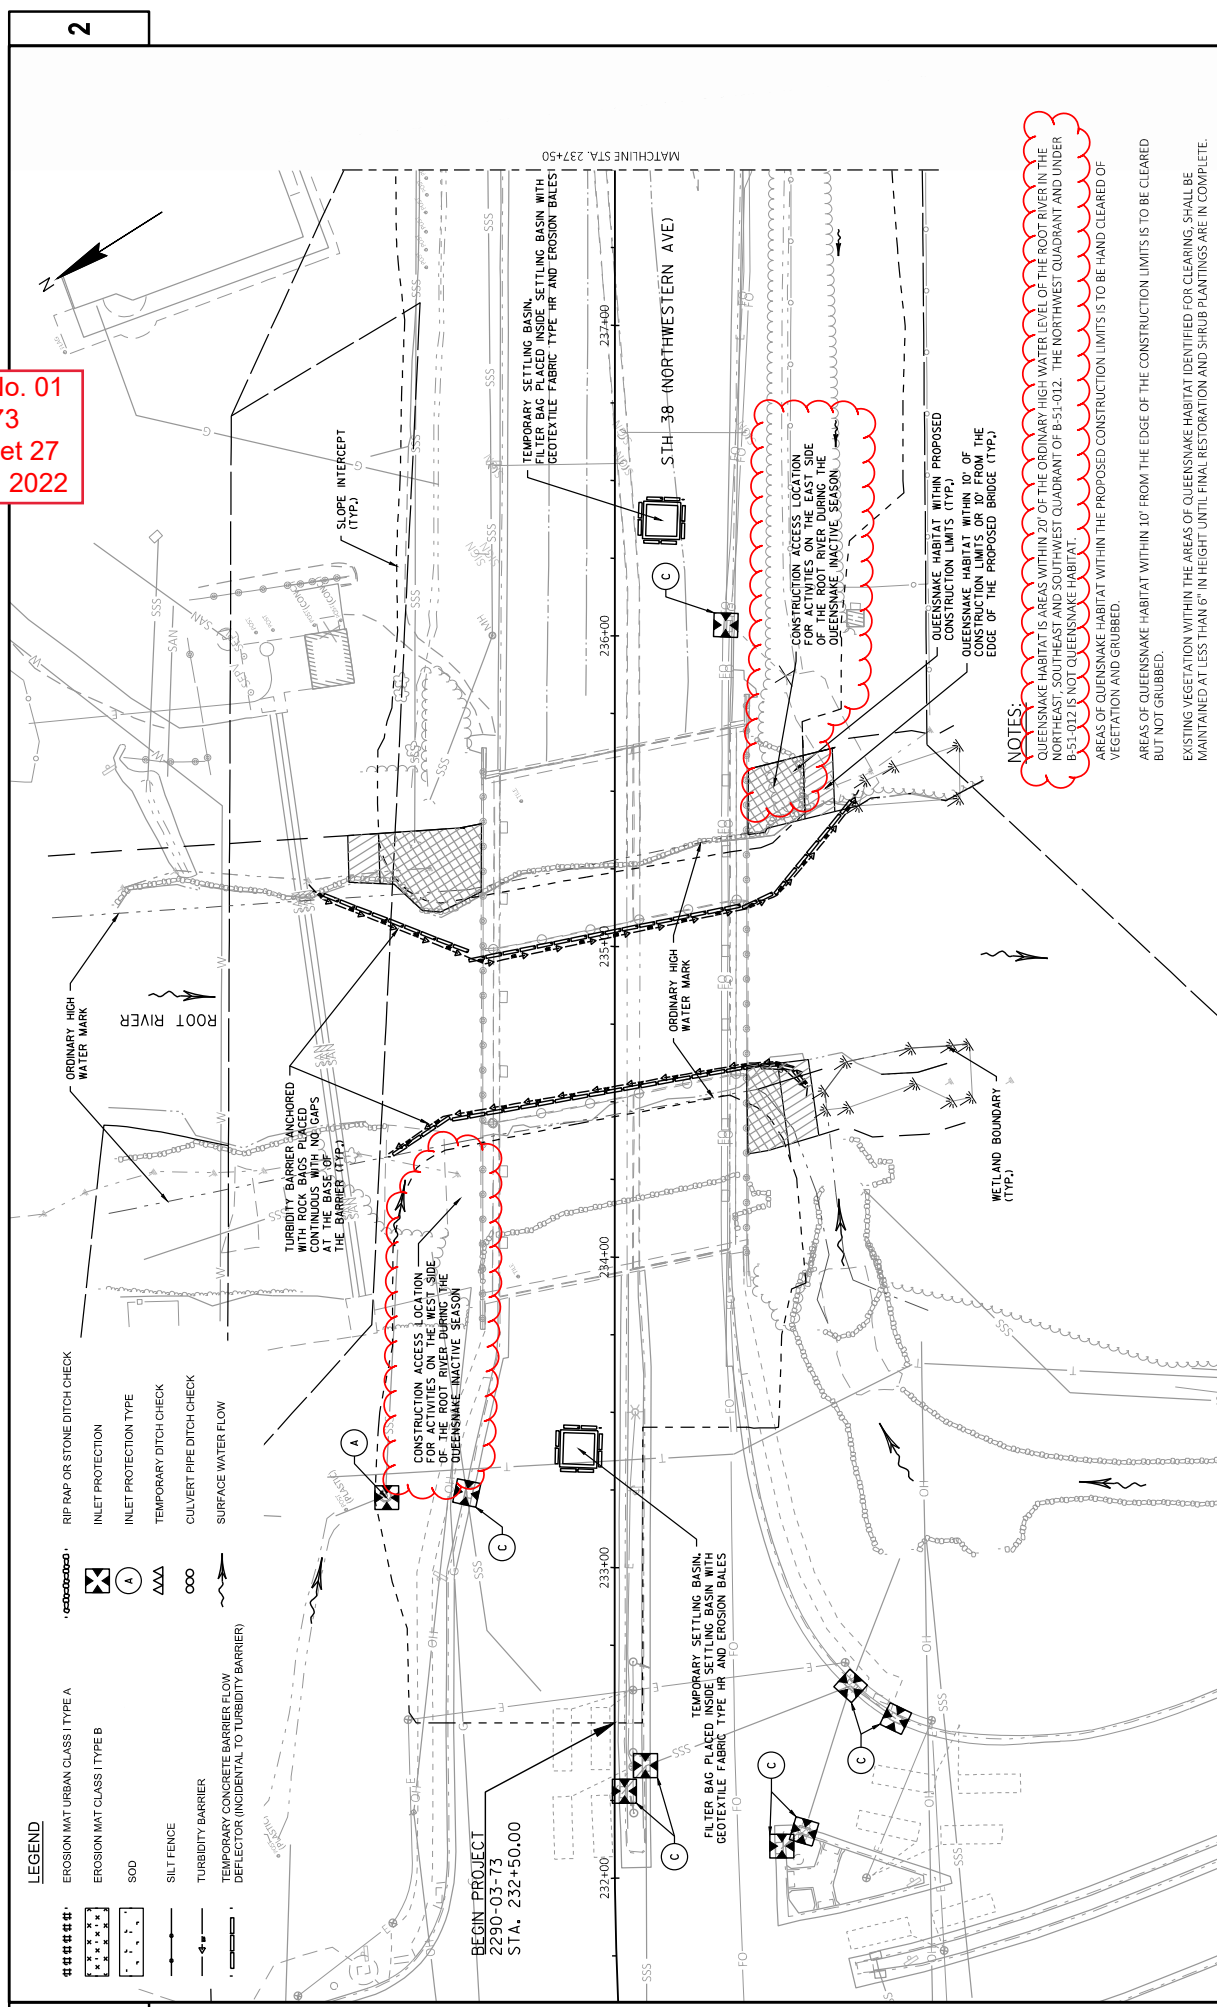 2
No. 01
73
et 27
2022
N
MATCHLINE STA. 237+50
NOTES:
QUEENSNAKE HABITAT IS AREAS WITHIN 20' OF THE ORDINARY HIGH WATER LEVEL OF THE ROOT RIVER IN THE
NORTHEAST, SOUTHEAST AND SOUTHWEST QUADRANT OF B-51-012. THE NORTHWEST QUADRANT AND UNDER
B-51-012 IS NOT QUEENSNAKE HABITAT.
AREAS OF QUENSNAKE HABITAT WITHIN THE PROPOSED CONSTRUCTION LIMITS IS TO BE HAND CLEARED OF
VEGETATION AND GRUBBED.
AREAS OF QUEENSNAKE HABITAT WITHIN 10' FROM THE EDGE OF THE CONSTRUCTION LIMITS IS TO BE CLEARED
BUT NOT GRUBBED.
EXISTING VEGETATION WITHIN THE AREAS OF QUEENSNAKE HABITAT IDENTIFIED FOR CLEARING, SHALL BE
MAINTAINED AT LESS THAN 6" IN HEIGHT UNTIL FINAL RESTORATION AND SHRUB PLANTINGS ARE IN COMPLETE.
SLOPE INTERCEPT
(TYP.)
TEMPORARY SETTLING BASIN.
FILTER BAG PLACED INSIDE SETTLING BASIN WITH
GEOTEXTILE FABRIC TYPE HR AND EROSION BALES
STH 38 (NORTHWESTERN AVE)
237+00
236+00
235+00
234+00
233+00
232+00
C
CONSTRUCTION ACCESS LOCATION
FOR ACTIVITIES ON THE EAST SIDE
OF THE ROOT RIVER DURING THE
QUEENSNAKE INACTIVE SEASON
QUEENSNAKE HABITAT WITHIN PROPOSED
CONSTRUCTION LIMITS (TYP.)
QUEENSNAKE HABITAT WITHIN 10' OF
CONSTRUCTION LIMITS OR 10' FROM THE
EDGE OF THE PROPOSED BRIDGE (TYP.)
ORDINARY HIGH
WATER MARK
ROOT RIVER
TURBIDITY BARRIER ANCHORED
WITH ROCK BAGS PLACED
CONTINUOUS WITH NO GAPS
AT THE BASE OF
THE BARRIER (TYP.)
ORDINARY HIGH
WATER MARK
WETLAND BOUNDARY
(TYP.)
CONSTRUCTION ACCESS LOCATION
FOR ACTIVITIES ON THE WEST SIDE
OF THE ROOT RIVER DURING THE
QUEENSNAKE INACTIVE SEASON
A
C
TEMPORARY SETTLING BASIN.
FILTER BAG PLACED INSIDE SETTLING BASIN WITH
GEOTEXTILE FABRIC TYPE HR AND EROSION BALES
C
C
C
BEGIN PROJECT
2290-03-73
STA. 232+50.00
LEGEND
EROSION MAT URBAN CLASS I TYPE A
EROSION MAT CLASS I TYPE B
SOD
SILT FENCE
TURBIDITY BARRIER
TEMPORARY CONCRETE BARRIER FLOW
DEFLECTOR (INCIDENTAL TO TURBIDITY BARRIER)
RIP RAP OR STONE DITCH CHECK
INLET PROTECTION
A
INLET PROTECTION TYPE
TEMPORARY DITCH CHECK
CULVERT PIPE DITCH CHECK
SURFACE WATER FLOW
SSS
SSS
SSS
SSS
SSS
SAN
SAN
W
W
W
G
G
MH
FO
FO
FO
FO
OH
OH
OH
E
E
T
T